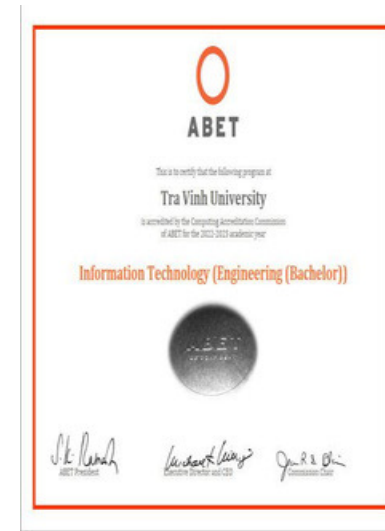 ABET
This is to certify that the following program at
Tra Vinh University
is accredited by the Computing Accreditation Commission
of ABET for the 2022-2023 academic year
Information Technology (Engineering (Bachelor))
ABET
ABET President
Executive Director and CEO
Commission Chair